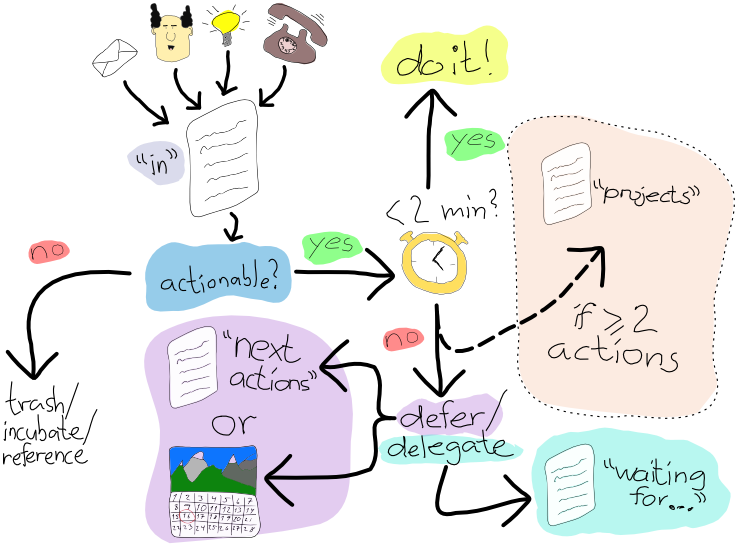 do it!
"in"
yes
< 2 min?
"projects"
no
actionable?
yes
if ≥ 2
actions
no
"next
actions"
or
trash/
incubate/
reference
defer/
delegate
"waiting
for..."
1 2 3 4 5 6 7
8 9 10 11 12 13 14
15 16 17 18 19 20 21
22 23 24 25 26 27 28